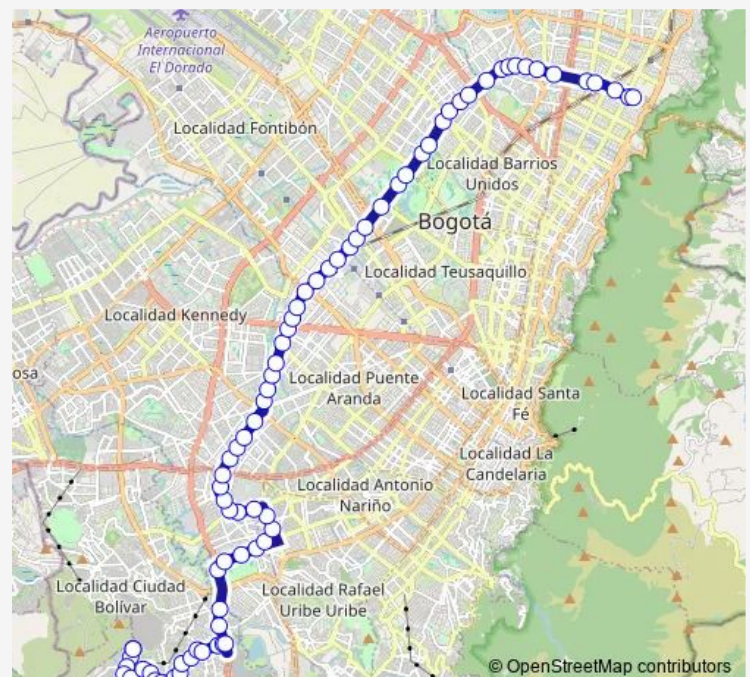 Aeropuerto
Internacional
El Dorado
Localidad Fontibón
Localidad Barrios
Unidos
Bogotá
Localidad Teusaquillo
Localidad Kennedy
osa
Localidad Puente
Aranda
Localidad Santa
Fé
Localidad La
Candelaria
Localidad Antonio
Nariño
Localidad Ciudad
Bolívar
Localidad Rafael
Uribe Uribe
© OpenStreetMap contributors